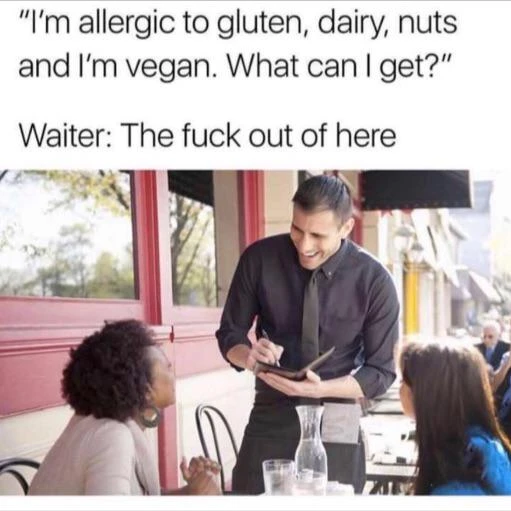 "I'm allergic to gluten, dairy, nuts
and I'm vegan. What can I get?"
Waiter: The fuck out of here